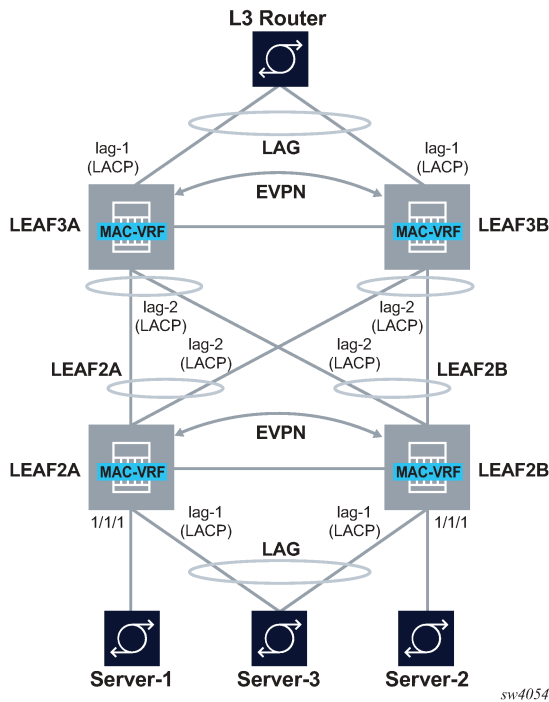 L3 Router
LAG
lag-1
(LACP)
lag-1
(LACP)
EVPN
LEAF3A
MAC-VRF
MAC-VRF
LEAF3B
lag-2
(LACP)
lag-2
(LACP)
lag-2
(LACP)
lag-2
(LACP)
LEAF2A
LEAF2B
EVPN
LEAF2A
MAC-VRF
MAC-VRF
LEAF2B
1/1/1
lag-1
(LACP)
lag-1
(LACP)
1/1/1
LAG
Server-1
Server-3
Server-2
sw4054